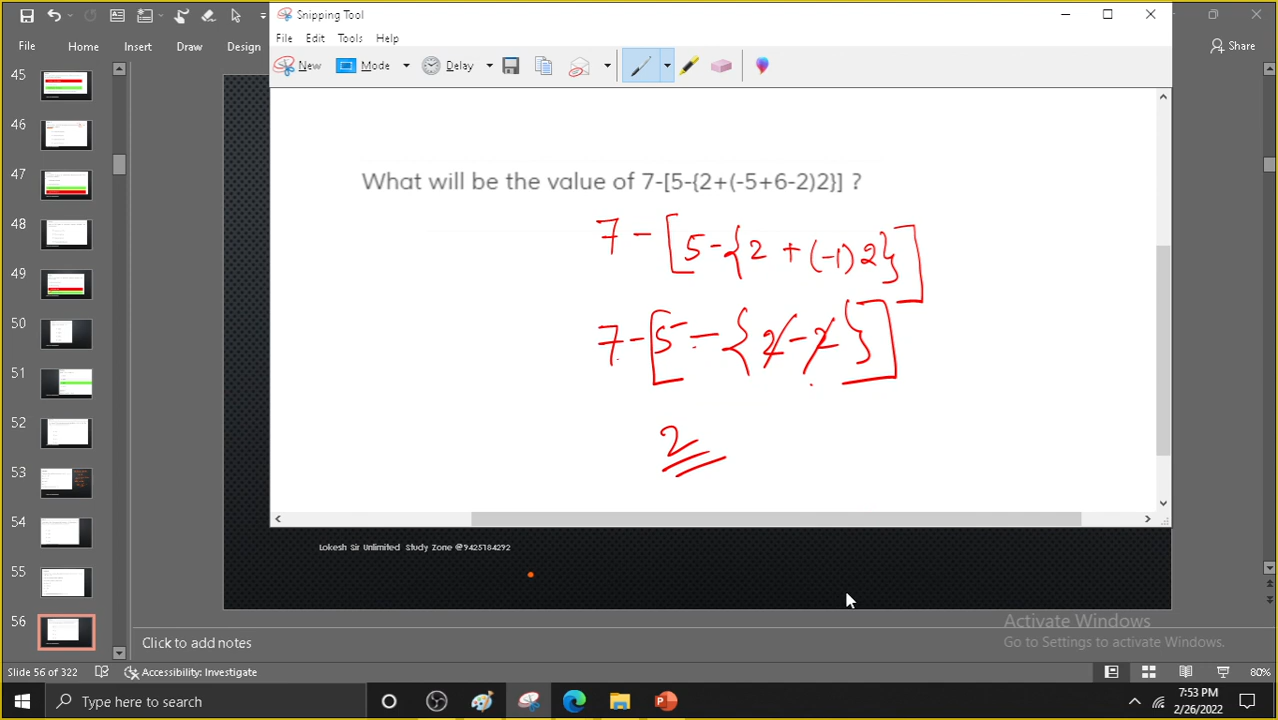 Snipping Tool
File Edit Tools Help
New Mode Delay
File Home Insert Draw Design
Share
45
46
47
48
49
50
51
52
53
54
55
56
What will be the value of 7-[5-{2+(-5+6-2)2}] ?
7-[5-{2+(-1)2}]
7-[5-{2-2}]
2
Lokesh Sir Unlimited Study Zone @9425184292
Activate Windows
Go to Settings to activate Windows.
Click to add notes
Slide 56 of 322 Accessibility: Investigate 80%
Type here to search
7:53 PM
2/26/2022